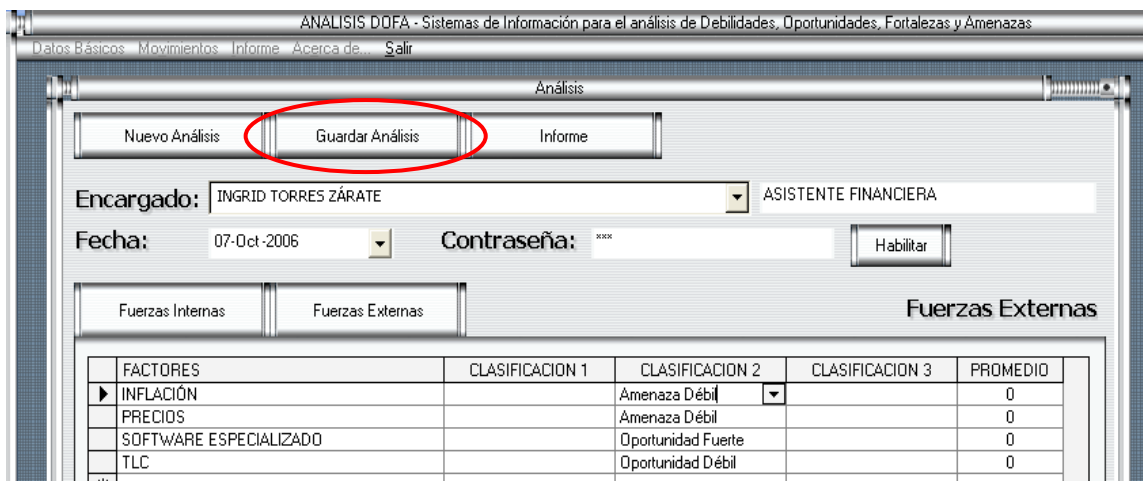 ANALISIS DOFA - Sistemas de Información para el análisis de Debilidades, Oportunidades, Fortalezas y Amenazas
Datos Básicos Movimientos Informe Acerca de... Salir
Análisis
Nuevo Análisis Guardar Análisis Informe
Encargado: INGRID TORRES ZÁRATE ASISTENTE FINANCIERA
Fecha: 07-Oct-2006 Contraseña: *** Habilitar
Fuerzas Internas Fuerzas Externas Fuerzas Externas
FACTORES CLASIFICACION 1 CLASIFICACION 2 CLASIFICACION 3 PROMEDIO
INFLACIÓN Amenaza Débil 0
PRECIOS Amenaza Débil 0
SOFTWARE ESPECIALIZADO Oportunidad Fuerte 0
TLC Oportunidad Débil 0